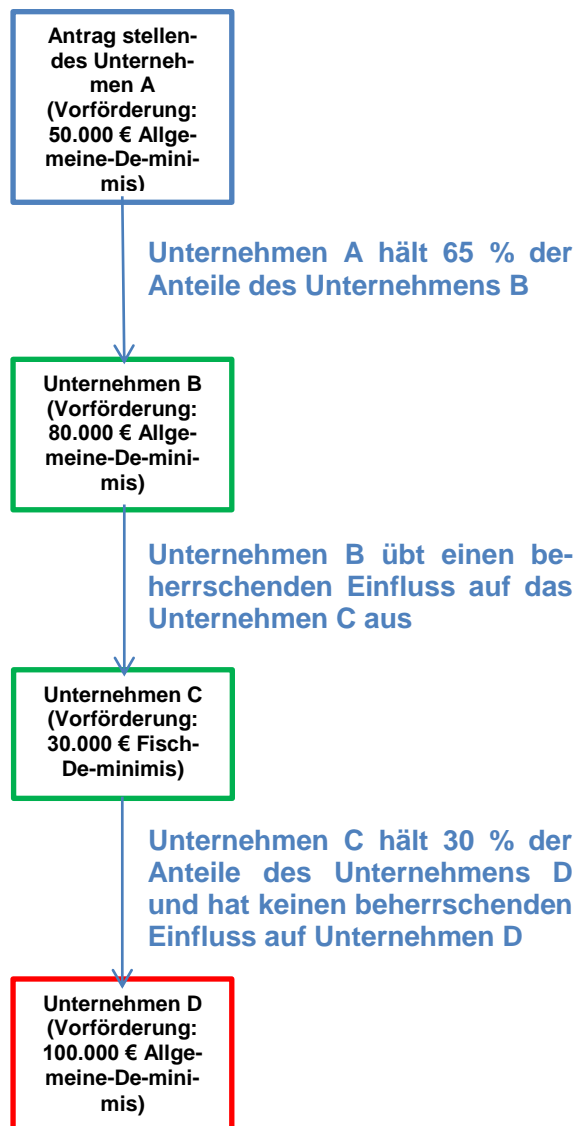 Antrag stellen-
des Unterneh-
men A
(Vorförderung:
50.000 € Allge-
meine-De-mini-
mis)
Unternehmen A hält 65 % der
Anteile des Unternehmens B
Unternehmen B
(Vorförderung:
80.000 € Allge-
meine-De-mini-
mis)
Unternehmen B übt einen be-
herrschenden Einfluss auf das
Unternehmen C aus
Unternehmen C
(Vorförderung:
30.000 € Fisch-
De-minimis)
Unternehmen C hält 30 % der
Anteile des Unternehmens D
und hat keinen beherrschenden
Einfluss auf Unternehmen D
Unternehmen D
(Vorförderung:
100.000 € Allge-
meine-De-mini-
mis)